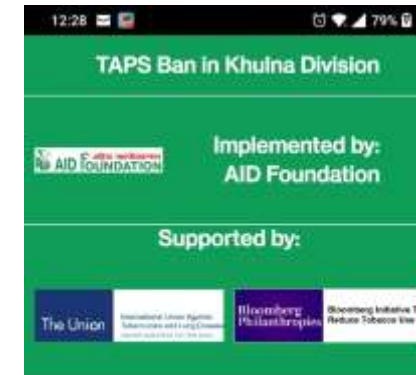 12:28
79%
TAPS Ban in Khulna Division
AID FOUNDATION
Implemented by:
AID Foundation
Supported by:
The Union
International Union Against
Tuberculosis and Lung Disease
Bloomberg
Philanthropies
Bloomberg Initiative T
Reduce Tobacco Use